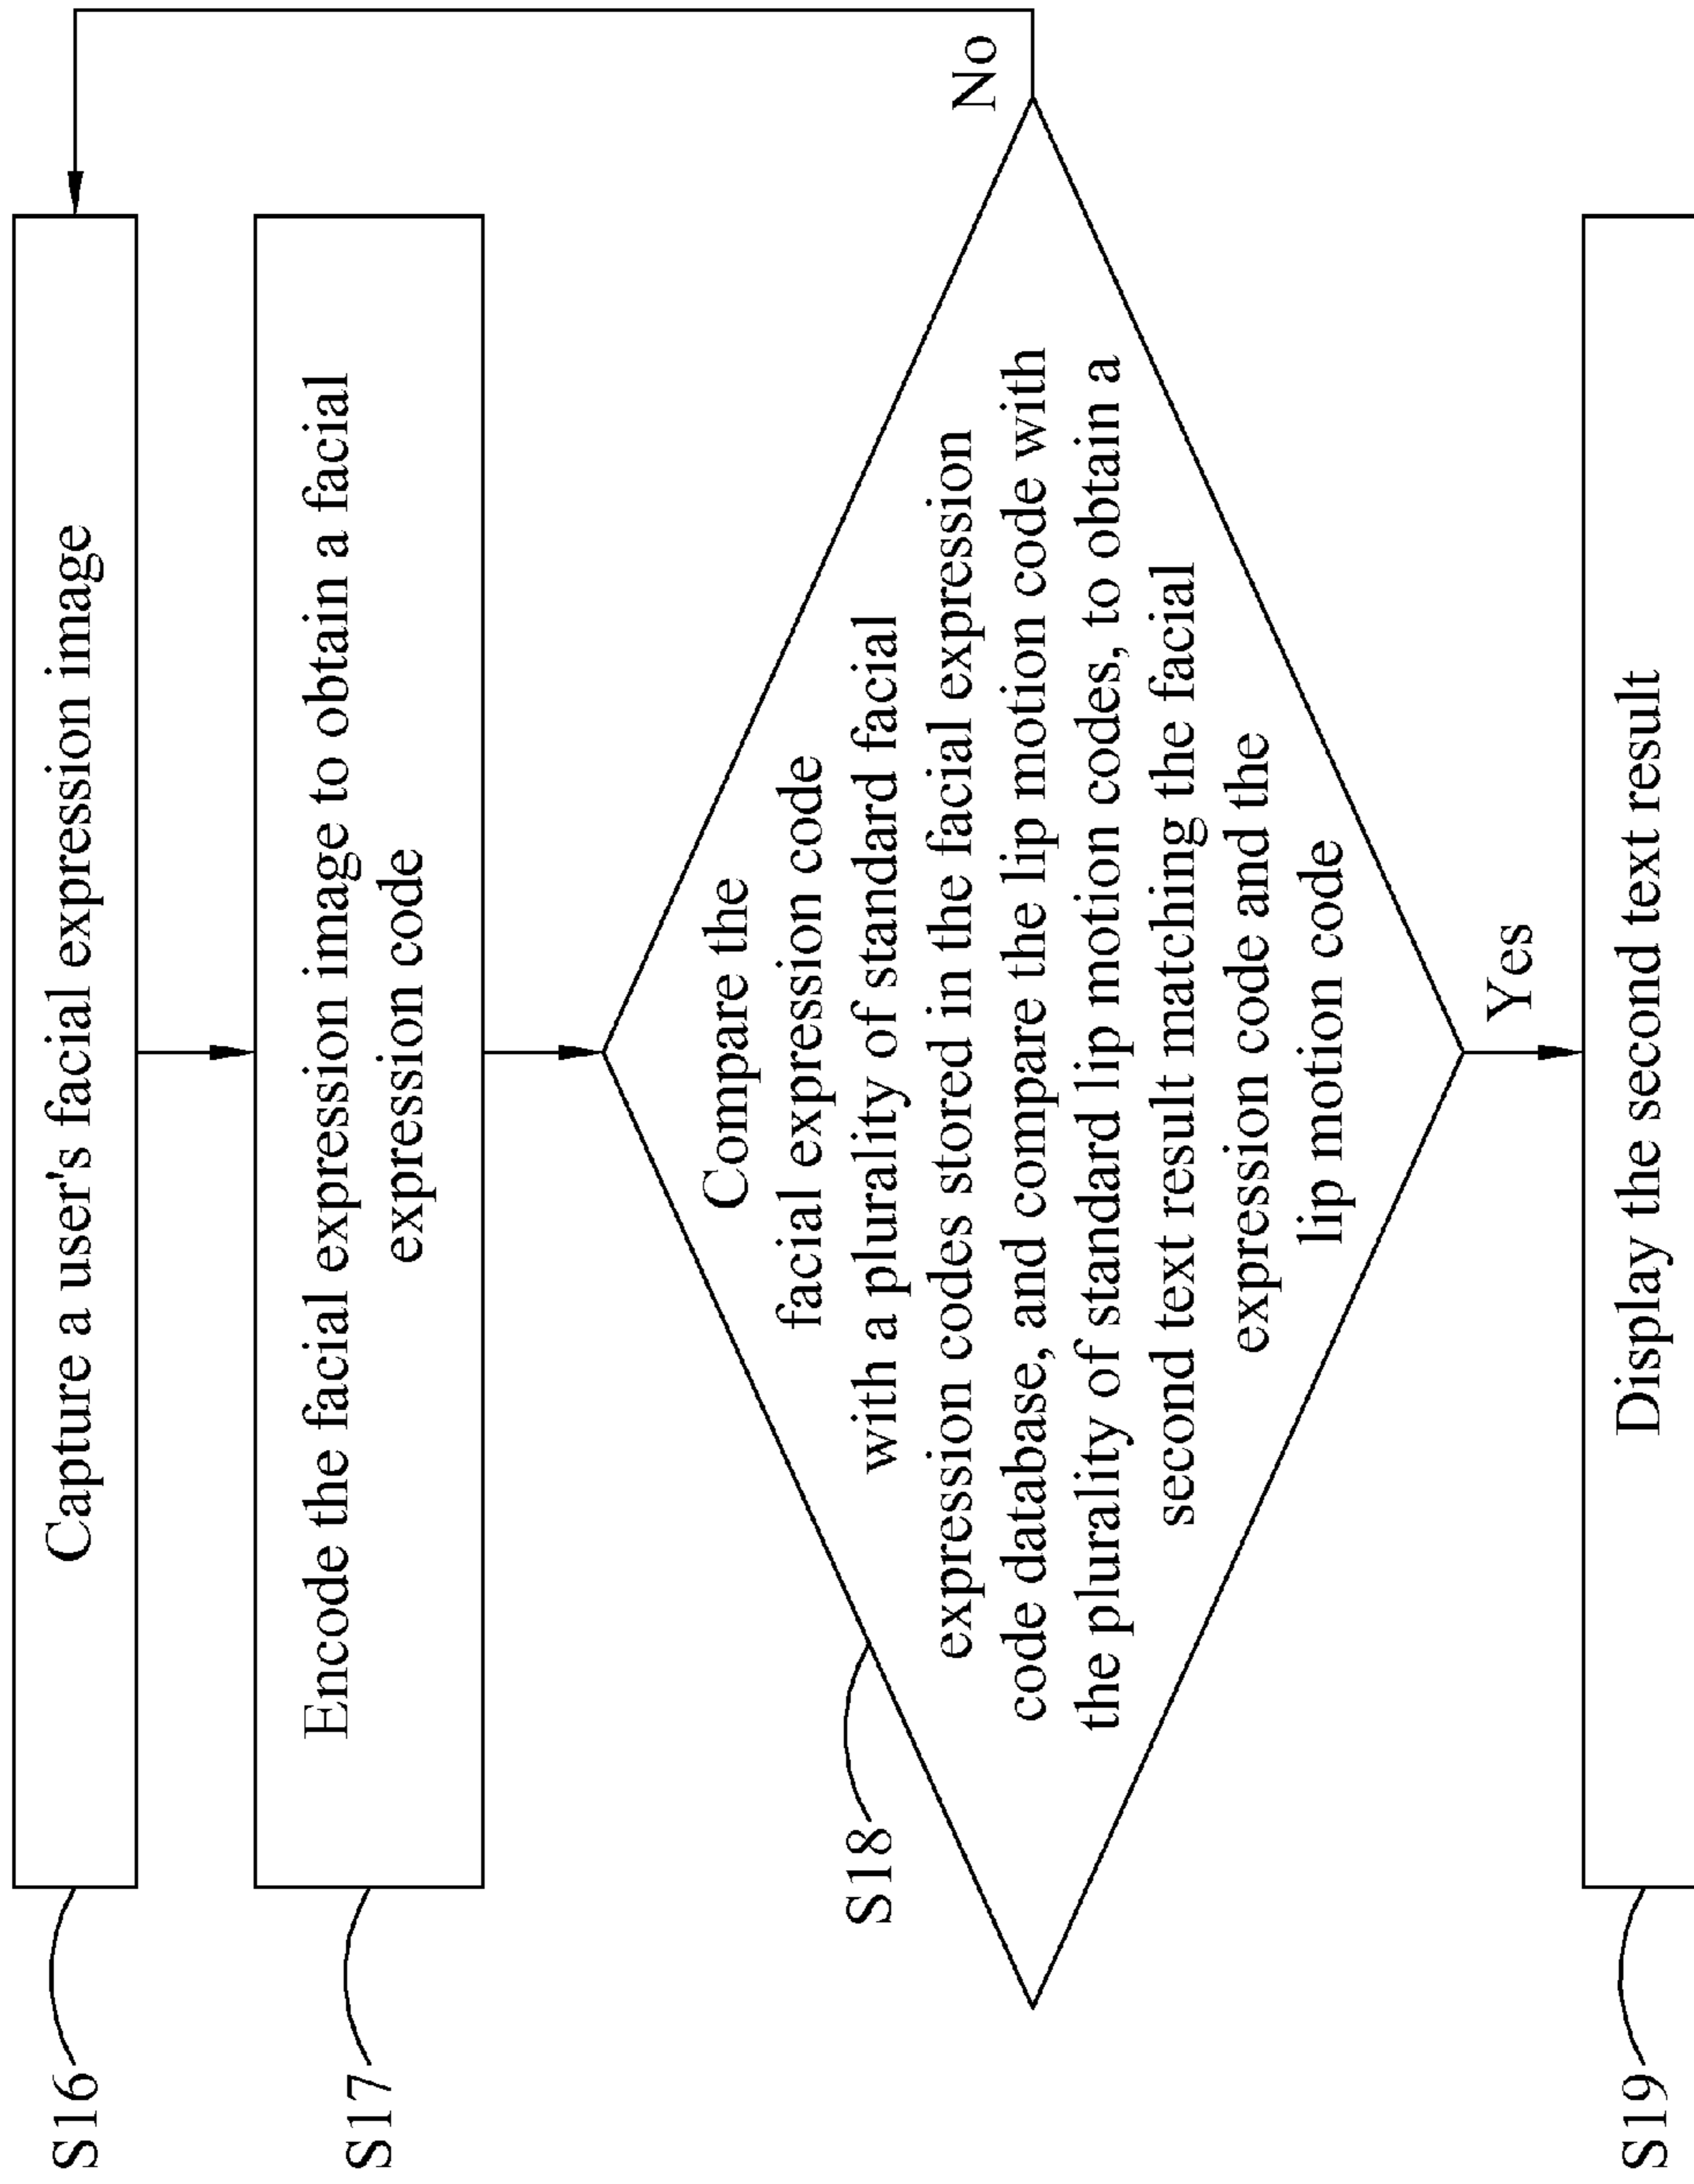 S16
Capture a user's facial expression image
S17
Encode the facial expression image to obtain a facial
expression code
S18
Compare the
facial expression code
with a plurality of standard facial
expression codes stored in the facial expression
code database, and compare the lip motion code with
the plurality of standard lip motion codes, to obtain a
second text result matching the facial
expression code and the
lip motion code
No
Yes
S19
Display the second text result